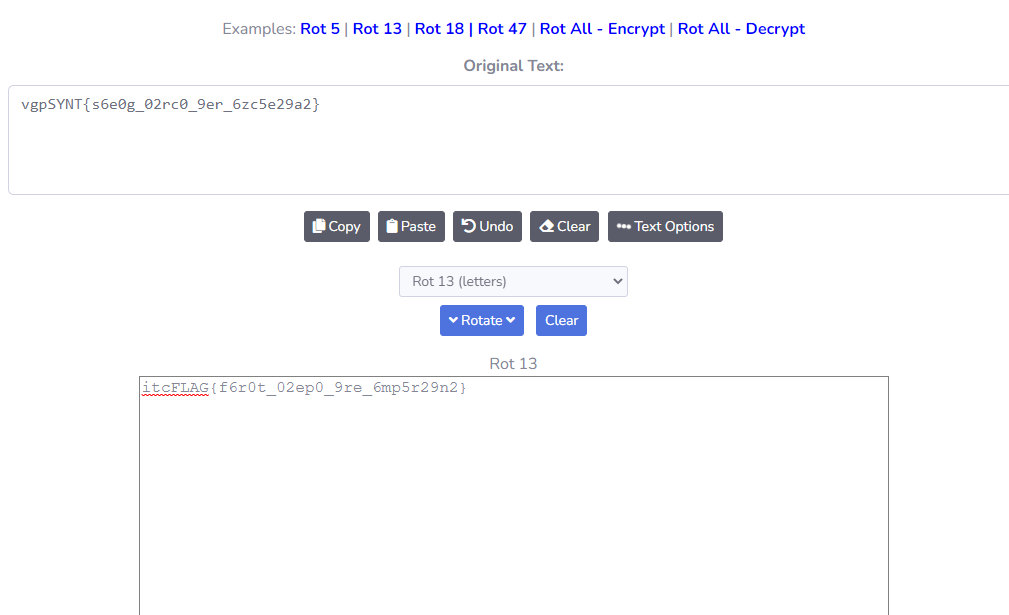 Examples: Rot 5 | Rot 13 | Rot 18 | Rot 47 | Rot All - Encrypt | Rot All - Decrypt
Original Text:
vgpSYNT{s6e0g_02rc0_9er_6zc5e29a2}
Copy Paste Undo Clear Text Options
Rot 13 (letters)
Rotate Clear
Rot 13
itcFLAG{f6r0t_02ep0_9re_6mp5r29n2}